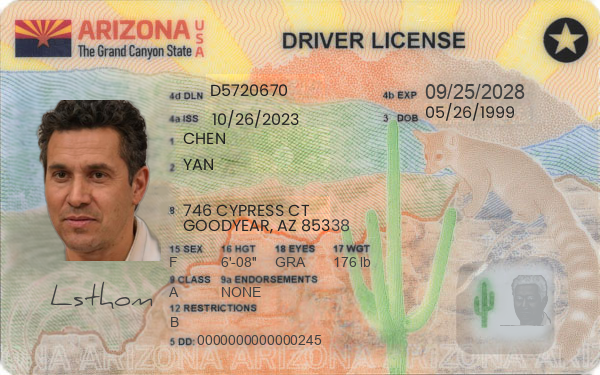 ARIZONA USA
The Grand Canyon State
DRIVER LICENSE
4d DLN D5720670
4b EXP 09/25/2028
4a ISS 10/26/2023
3 DOB 05/26/1999
1 CHEN
2 YAN
8 746 CYPRESS CT
GOODYEAR, AZ 85338
15 SEX 16 HGT 18 EYES 17 WGT
F 6'-08" GRA 176 lb
9 CLASS 9a ENDORSEMENTS
A NONE
12 RESTRICTIONS
B
5 DD: 0000000000000245
Lsthom
ARIZONA ARIZONA ARIZONA ARIZONA